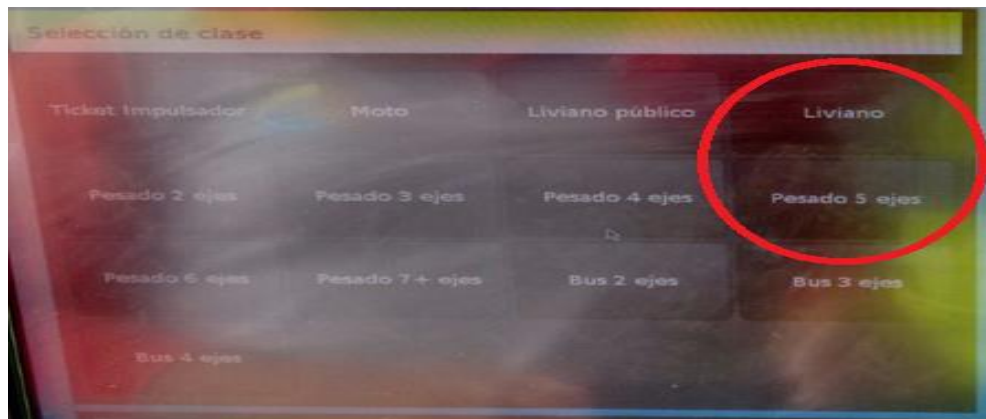 Selección de clase
Ticket Impulsador Moto Liviano público Liviano
Pesado 2 ejes Pesado 3 ejes Pesado 4 ejes Pesado 5 ejes
Pesado 6 ejes Pesado 7+ ejes Bus 2 ejes Bus 3 ejes
Bus 4 ejes